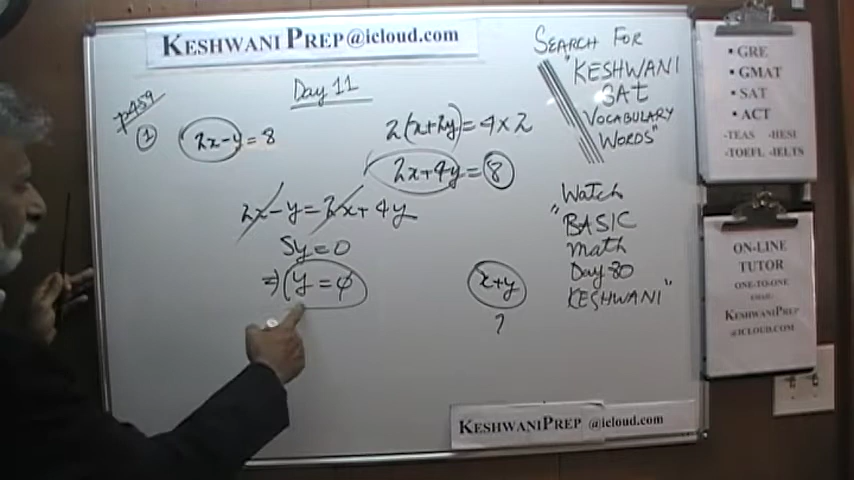 KESHWANI PREP@icloud.com
Day 11
p459
1
2x-y=8
2(x+2y)=4x2
2x+4y=8
2x-y=2x+4y
5y=0
⇒ y=0
x+y
?
SEARCH FOR
"KESHWANI
SAT
VOCABULARY
WORDS"
WATCH
"BASIC
math
Day 80
KESHWANI"
• GRE
• GMAT
• SAT
• ACT
-TEAS -HESI
-TOEFL -IELTS
ON-LINE
TUTOR
ONE-TO-ONE
EMAIL:
KESHWANIPREP
@ICLOUD.COM
KESHWANIPREP @icloud.com